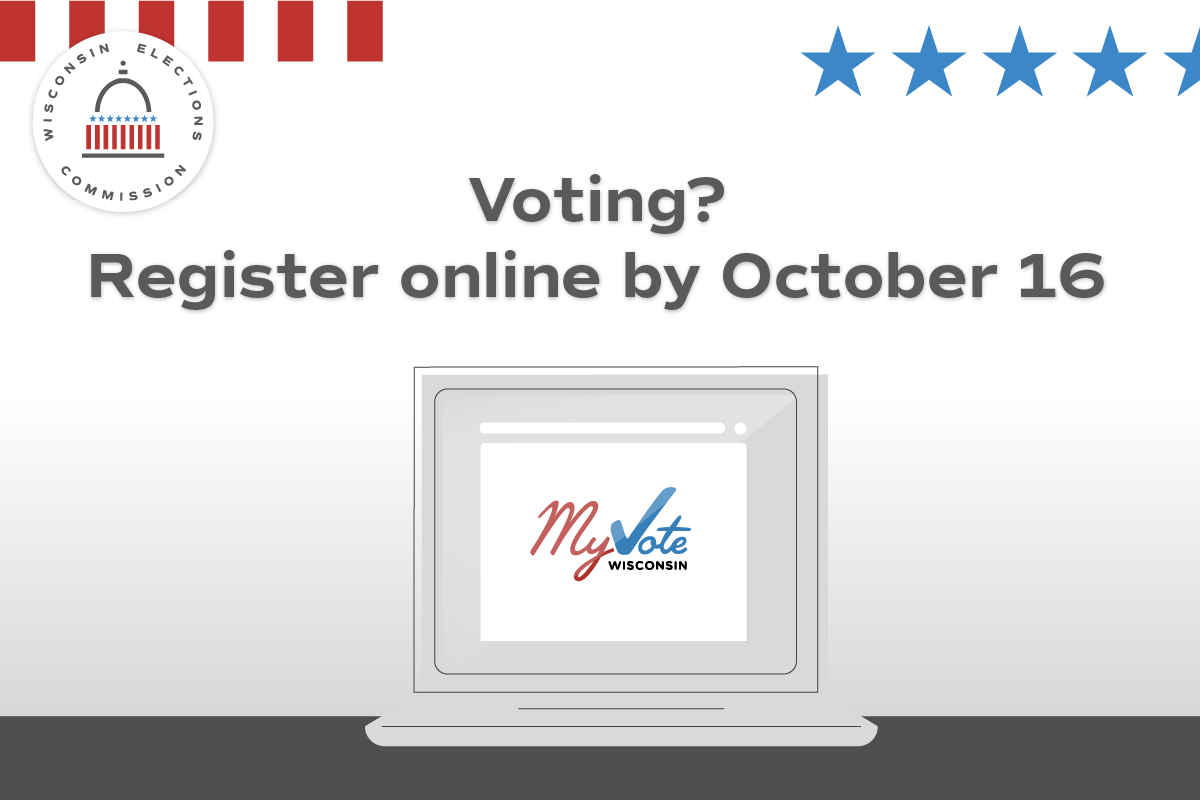 WISCONSIN ELECTIONS
COMMISSION
Voting?
Register online by October 16
MyVote
WISCONSIN